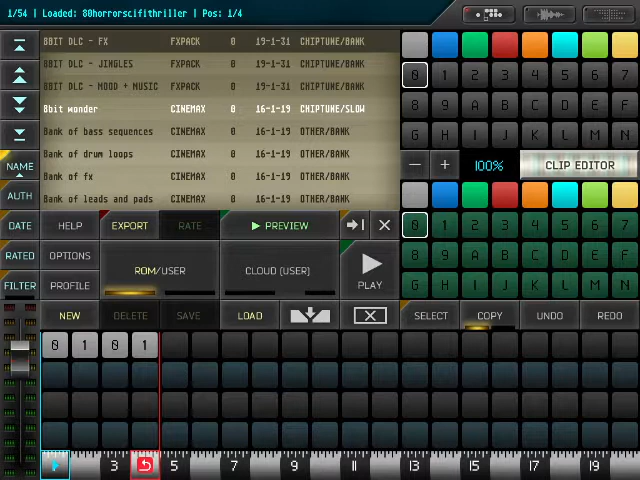 1/54 | Loaded: 80horrorscifithriller | Pos: 1/4
8BIT DLC - FX FXPACK 0 19-1-31 CHIPTUNE/BANK
8BIT DLC - JINGLES FXPACK 0 19-1-31 CHIPTUNE/BANK
8BIT DLC - MOOD + MUSIC FXPACK 0 19-1-31 CHIPTUNE/BANK
8bit wonder CINEMAX 0 16-1-19 CHIPTUNE/SLOW
Bank of bass sequences CINEMAX 0 16-1-19 OTHER/BANK
Bank of drum loops CINEMAX 0 16-1-19 OTHER/BANK
Bank of fx CINEMAX 0 16-1-19 OTHER/BANK
Bank of leads and pads CINEMAX 0 16-1-19 OTHER/BANK
NAME
AUTH
DATE
RATED
FILTER
0 1 2 3 4 5 6 7
8 9 A B C D E F
G H I J K L M N
- + 100% CLIP EDITOR
0 1 2 3 4 5 6 7
8 9 A B C D E F
G H I J K L M N
HELP EXPORT RATE PREVIEW
OPTIONS
PROFILE
ROM/USER CLOUD (USER) PLAY
NEW DELETE SAVE LOAD SELECT COPY UNDO REDO
0 1 0 1
3 5 7 9 11 13 15 17 19